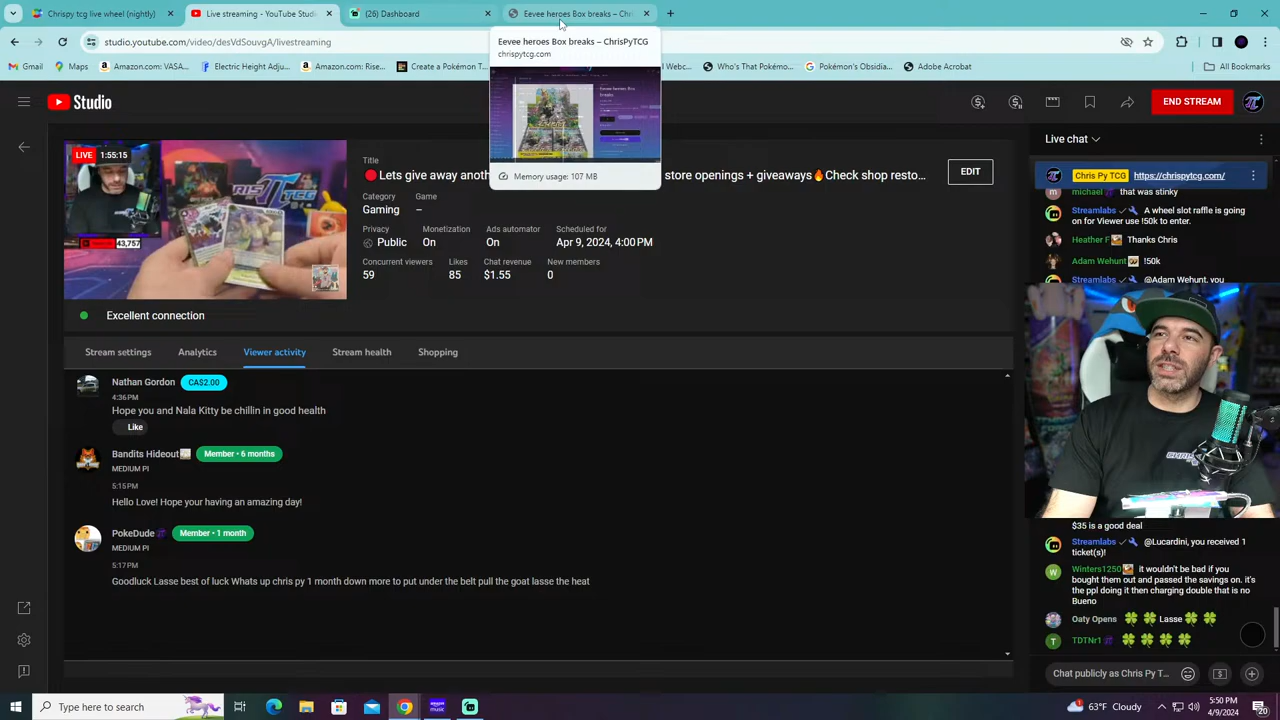 Chrispy tcg wheel (nightly)
Live streaming - YouTube Studio
(26) Dashboard
Eevee heroes Box breaks – Chri
studio.youtube.com/video/desVdSouvgA/livestreaming
Eevee heroes Box breaks – ChrisPyTCG
chrispytcg.com
Memory usage: 107 MB
Gmail
Maps
Amazon.com: VASA...
Electric Height Adju...
Create a Pokémon T...
Amazon.com: Rise...
Webc...
Who's That Pokémo...
Pokémon's Obsidia...
Adobe Acrobat
All Bookmarks
Studio
END STREAM
LIVE 1:55:15
43,757
Title
Lets give away anoth
store openings + giveaways🔥Check shop resto...
EDIT
Category
Game
Gaming
–
Privacy
Monetization
Ads automator
Scheduled for
Public
On
On
Apr 9, 2024, 4:00 PM
Concurrent viewers
Likes
Chat revenue
New members
59
85
$1.55
0
Excellent connection
Stream settings
Analytics
Viewer activity
Stream health
Shopping
Nathan Gordon CA$2.00
4:36PM
Hope you and Nala Kitty be chillin in good health
Like
Bandits Hideout Member • 6 months
MEDIUM PI
5:15PM
Hello Love! Hope your having an amazing day!
PokeDude Member • 1 month
MEDIUM PI
5:17PM
Goodluck Lasse best of luck Whats up chris py 1 month down more to put under the belt pull the goat lasse the heat
ive chat
Chris Py TCG https://chrispytcg.com/
that was stinky
Streamlabs A wheel slot raffle is going
on for Viewer use !50k to enter.
Heather F Thanks Chris
Adam Wehunt !50k
Streamlabs @Adam Wehunt, you
$35 is a good deal
Streamlabs @Lucardini, you received 1
ticket(s)!
Winters1250 it wouldn't be bad if you
bought them out and passed the savings on. it's
the ppl doing it then charging double that is no
Bueno
Oaty Opens 🍀 🍀 Lasse 🍀 🍀
TDTNr1 🍀 🍀 🍀 🍀
Chat publicly as Chris Py T...
Type here to search
63°F Cloudy
5:50 PM
4/9/2024
20